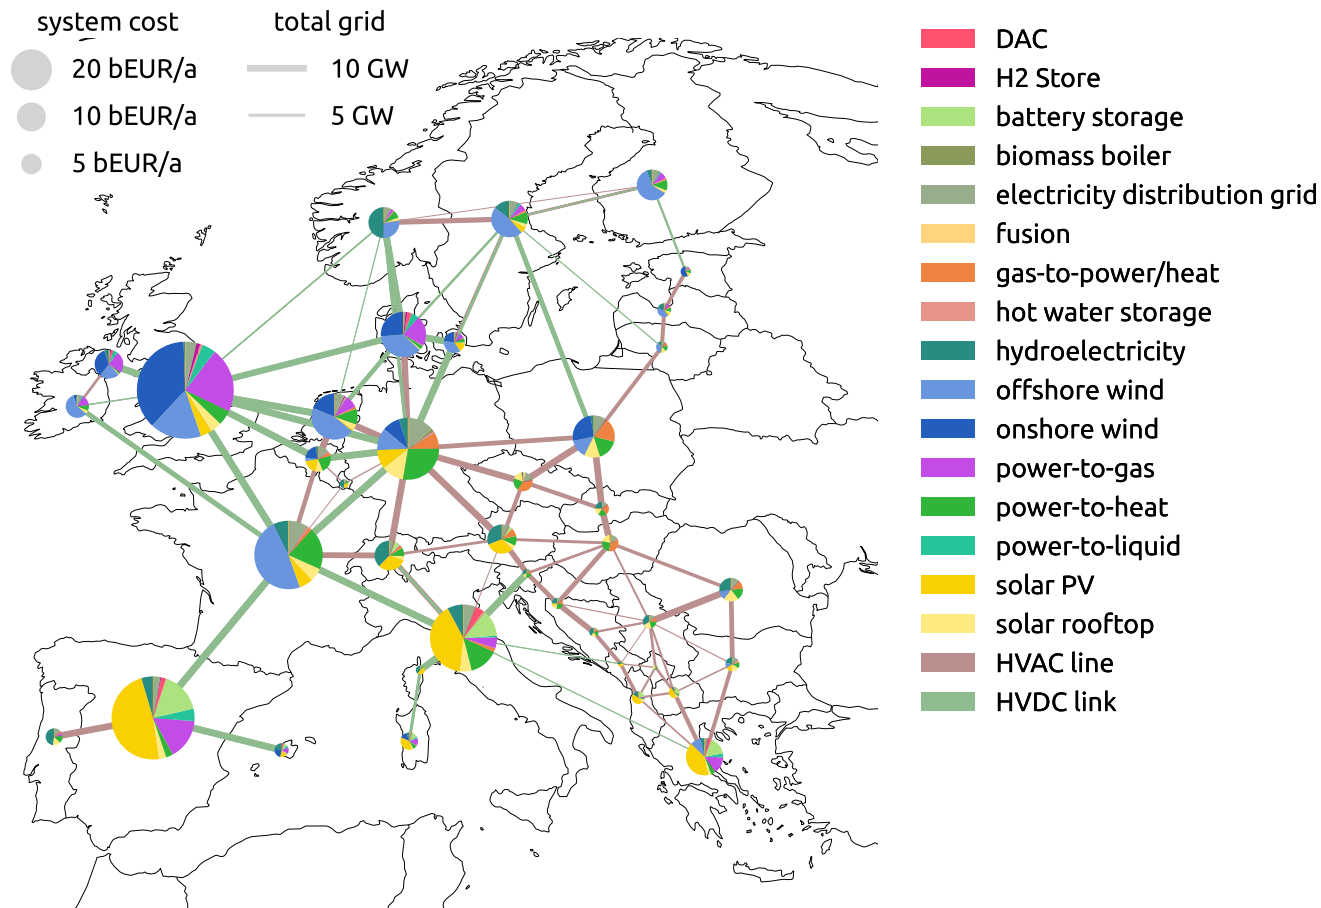 system cost
20 bEUR/a
10 bEUR/a
5 bEUR/a
total grid
10 GW
5 GW
DAC
H2 Store
battery storage
biomass boiler
electricity distribution grid
fusion
gas-to-power/heat
hot water storage
hydroelectricity
offshore wind
onshore wind
power-to-gas
power-to-heat
power-to-liquid
solar PV
solar rooftop
HVAC line
HVDC link